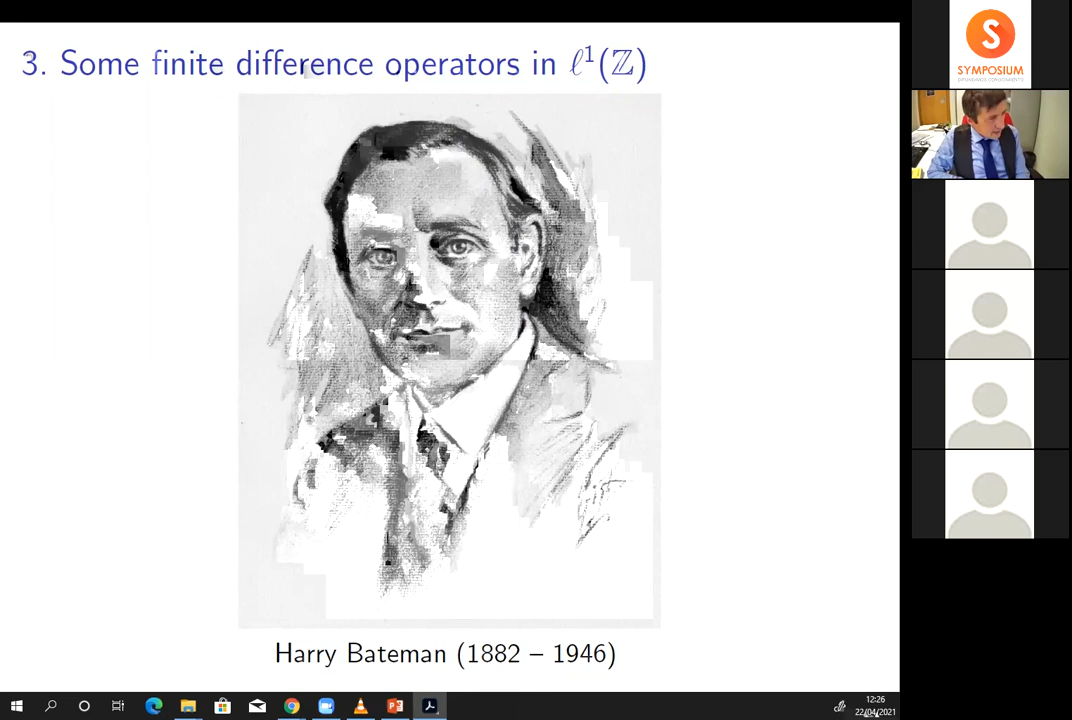 3. Some finite difference operators in ℓ¹(ℤ)
Harry Bateman (1882 – 1946)
S
SYMPOSIUM
12:26
22/04/2021